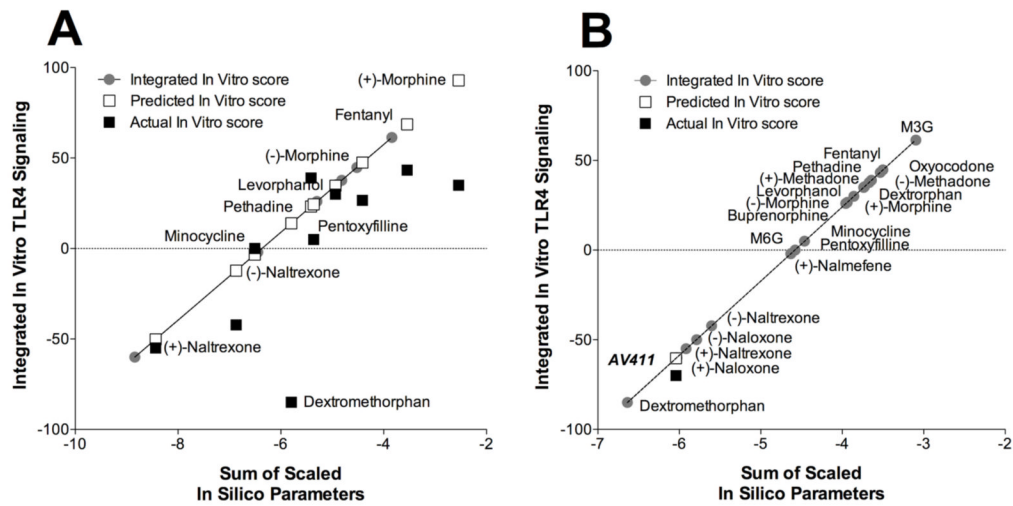 A
Integrated In Vitro score
Predicted In Vitro score
Actual In Vitro score
(+)-Morphine
Fentanyl
(-)-Morphine
Levorphanol
Pethadine
Pentoxyfilline
Minocycline
(-)-Naltrexone
(+)-Naltrexone
Dextromethorphan
100
50
0
-50
-100
-10
-8
-6
-4
-2
Integrated In Vitro TLR4 Signaling
Sum of Scaled
In Silico Parameters
B
Integrated In Vitro score
Predicted In Vitro score
Actual In Vitro score
M3G
Fentanyl
Pethadine
Oxyocodone
(+)-Methadone
(-)-Methadone
Levorphanol
Dextrorphan
(-)-Morphine
(+)-Morphine
Buprenorphine
Minocycline
M6G
Pentoxyfilline
(+)-Nalmefene
(-)-Naltrexone
(-)-Naloxone
(+)-Naltrexone
AV411
(+)-Naloxone
Dextromethorphan
100
50
0
-50
-100
-7
-6
-5
-4
-3
-2
Integrated In Vitro TLR4 Signaling
Sum of Scaled
In Silico Parameters